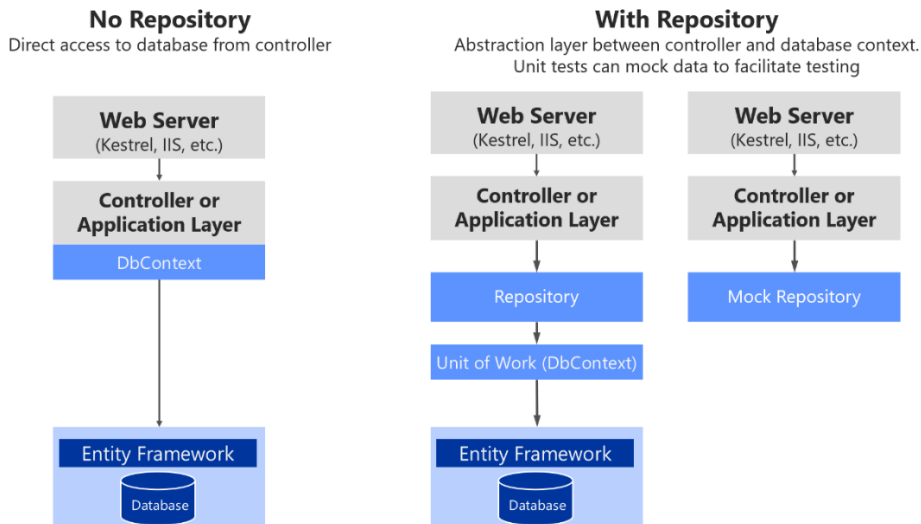 No Repository
Direct access to database from controller
Web Server
(Kestrel, IIS, etc.)
Controller or
Application Layer
DbContext
Entity Framework
Database
With Repository
Abstraction layer between controller and database context.
Unit tests can mock data to facilitate testing
Web Server
(Kestrel, IIS, etc.)
Controller or
Application Layer
Repository
Unit of Work (DbContext)
Entity Framework
Database
Web Server
(Kestrel, IIS, etc.)
Controller or
Application Layer
Mock Repository